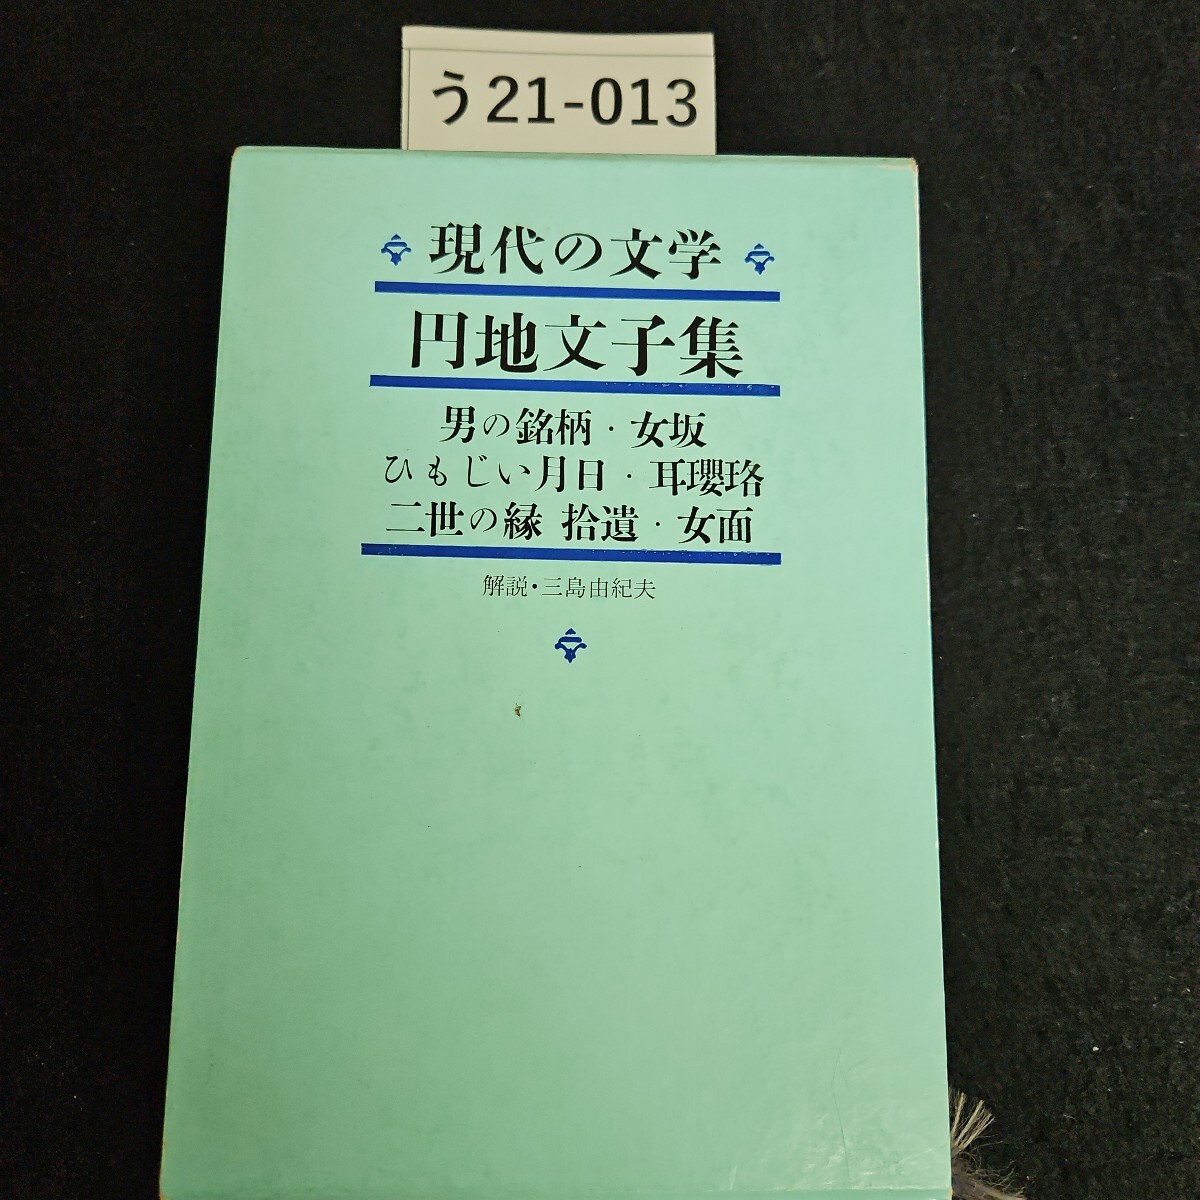 う21-013
現代の文学
円地文子集
男の銘柄・女坂
ひもじい月日・耳瓔珞
二世の縁 拾遺・女面
解説・三島由紀夫